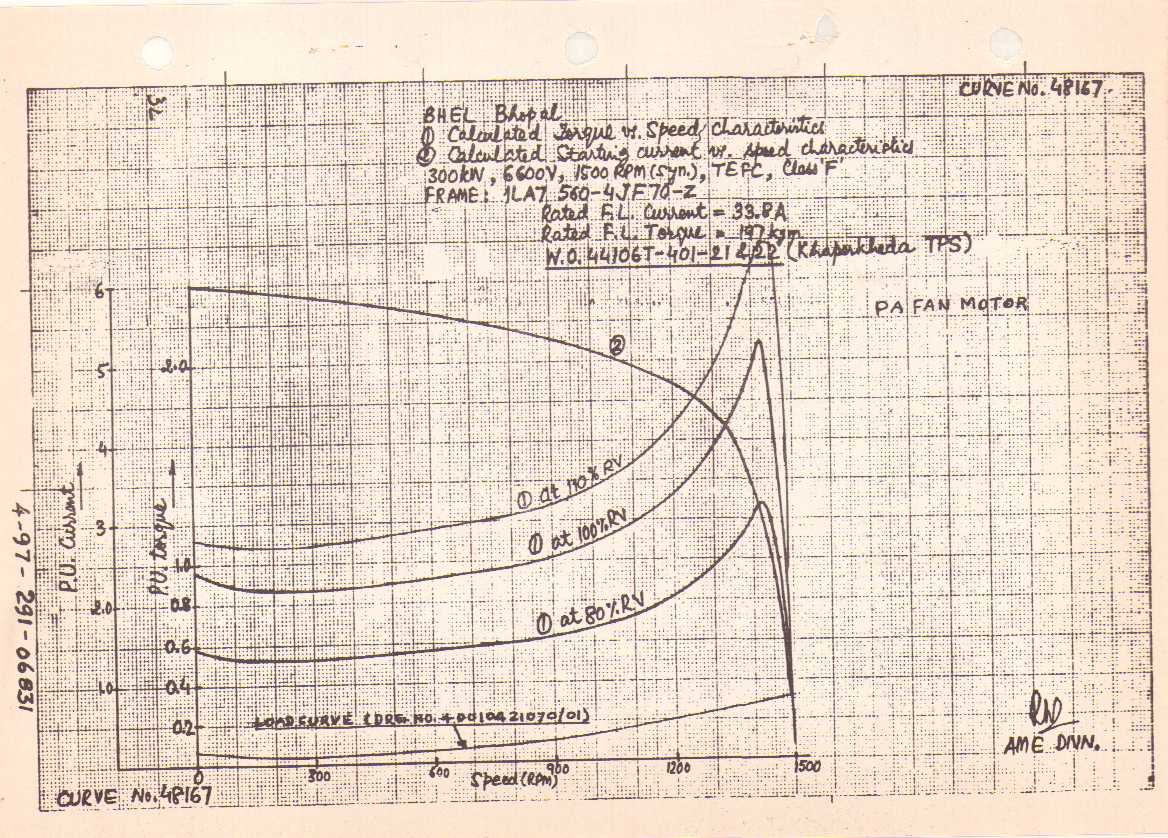 CURVE No. 48167.
32
BHEL Bhopal
① Calculated Torque vs. Speed characteristics
② Calculated Starting current vs. speed characteristics
300kW, 6600V, 1500 RPM (syn.), TEFC, Class 'F'
FRAME: 1LA7 560-4JF70-Z
Rated F.L. Current = 33.8A
Rated F.L. Torque = 197 kgm
W.O. 44106T-401-21 & 22 (Khaperkheda TPS)
PA FAN MOTOR
6
5
4
3
2.0
1.0
P.U. Current
2.0
1.0
0.8
0.6
0.4
0.2
P.U. torque
②
① at 110% RV
① at 100% RV
① at 80% RV
LOAD CURVE (DRG. NO. 40010421070/01)
0
300
600
900
1200
1500
Speed (RPM)
AME DIVN.
CURVE No. 48167
4-97-291-06831